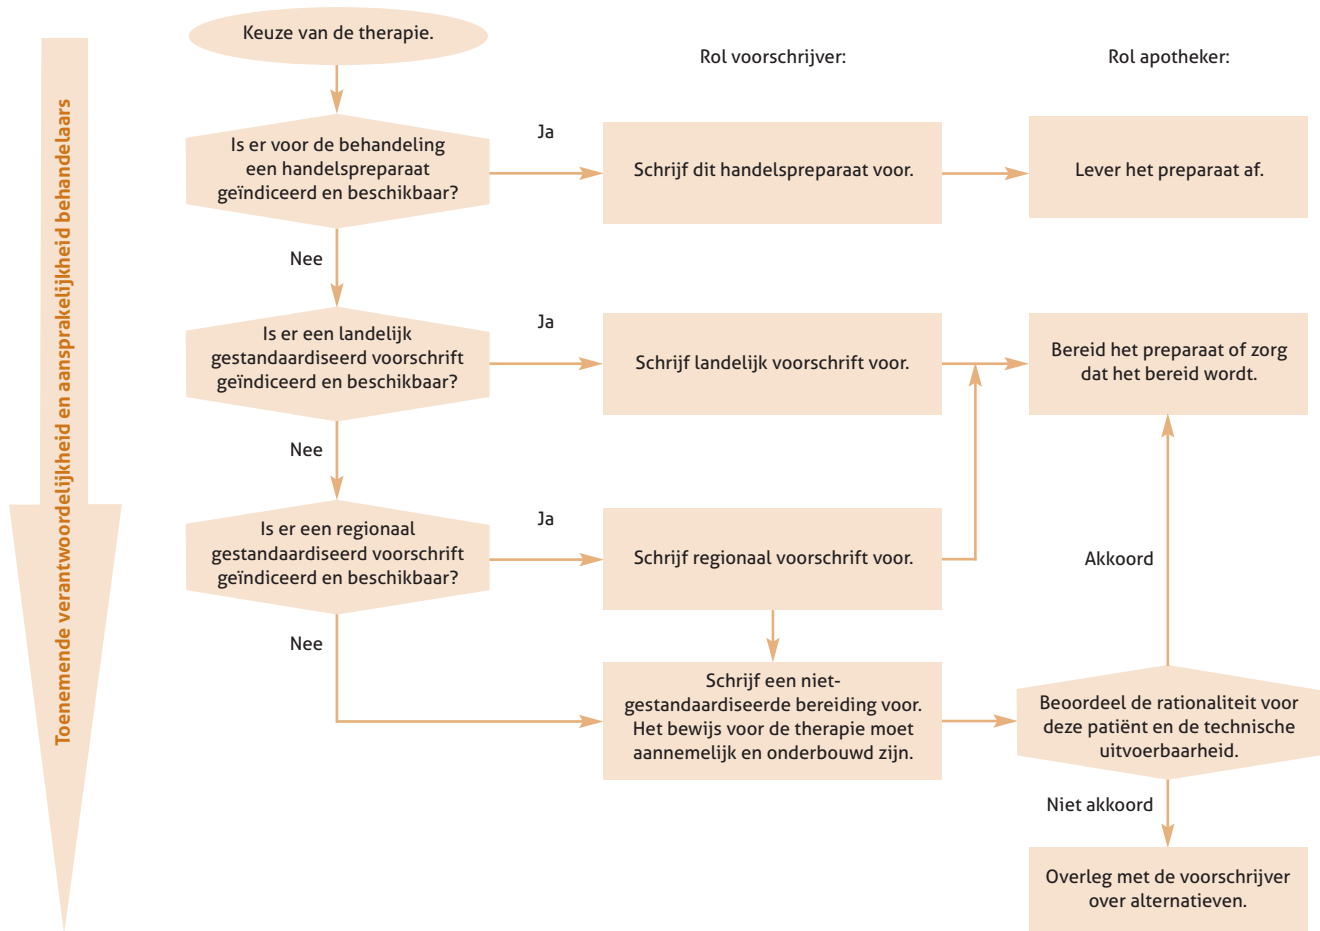 Toenemende verantwoordelijkheid en aansprakelijkheid behandelaars
Keuze van de therapie.
Rol voorschrijver:
Rol apotheker:
Is er voor de behandeling
een handelspreparaat
geïndiceerd en beschikbaar?
Ja
Schrijf dit handelspreparaat voor.
Lever het preparaat af.
Nee
Is er een landelijk
gestandaardiseerd voorschrift
geïndiceerd en beschikbaar?
Ja
Schrijf landelijk voorschrift voor.
Bereid het preparaat of zorg
dat het bereid wordt.
Nee
Is er een regionaal
gestandaardiseerd voorschrift
geïndiceerd en beschikbaar?
Ja
Schrijf regionaal voorschrift voor.
Akkoord
Nee
Schrijf een niet-
gestandaardiseerde bereiding voor.
Het bewijs voor de therapie moet
aannemelijk en onderbouwd zijn.
Beoordeel de rationaliteit voor
deze patiënt en de technische
uitvoerbaarheid.
Niet akkoord
Overleg met de voorschrijver
over alternatieven.